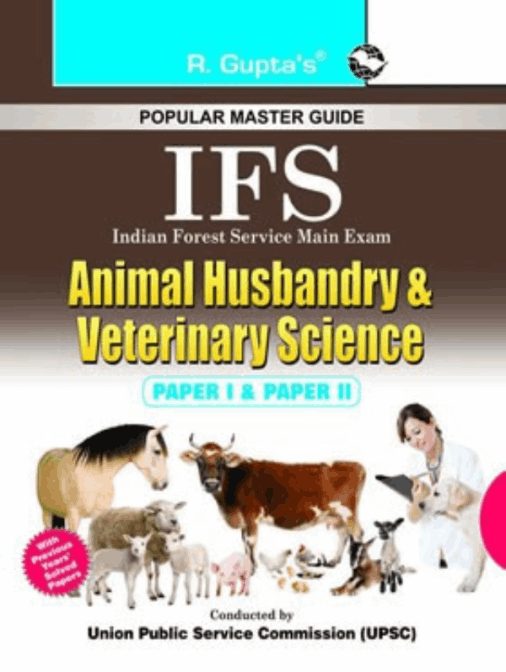 R. Gupta's®
POPULAR MASTER GUIDE
IFS
Indian Forest Service Main Exam
Animal Husbandry &
Veterinary Science
PAPER I & PAPER II
With
Previous
Years'
Solved
Papers
Conducted by
Union Public Service Commission (UPSC)